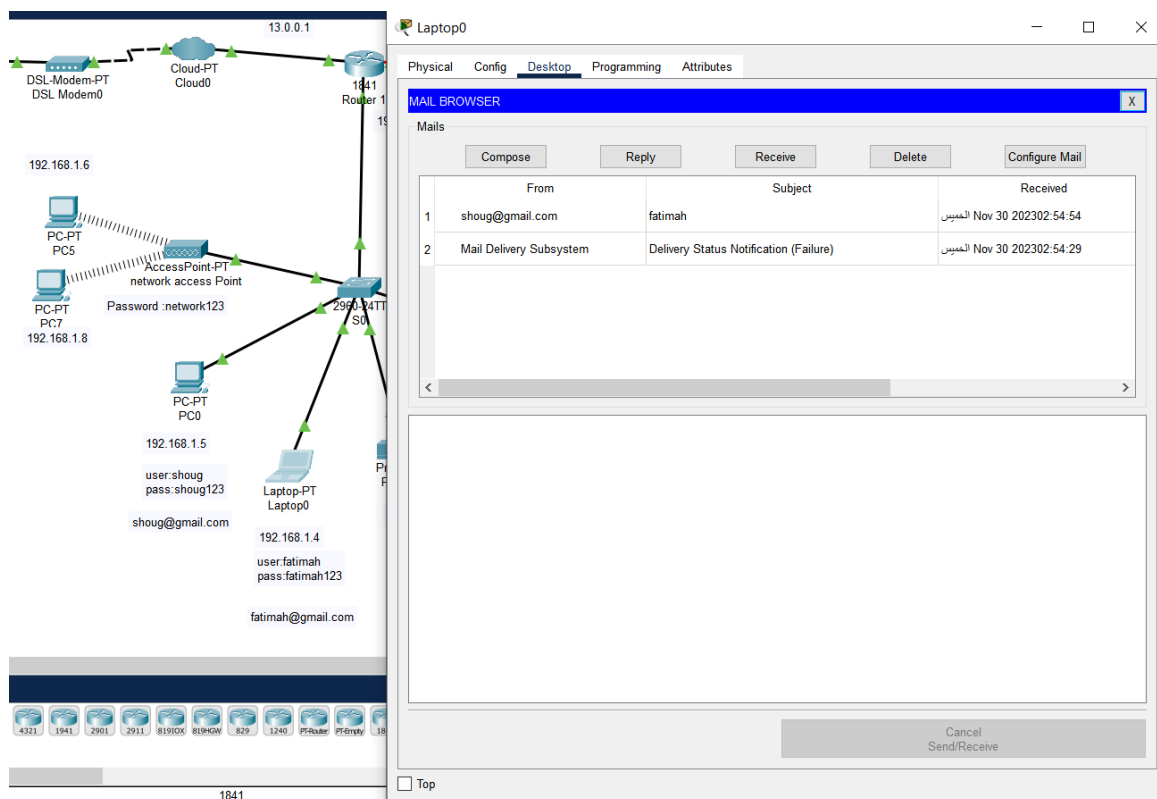 13.0.0.1
DSL-Modem-PT
DSL Modem0
Cloud-PT
Cloud0
1841
Router 1
19
192.168.1.6
PC-PT
PC5
AccessPoint-PT
network access Point
Password :network123
PC-PT
PC7
192.168.1.8
2960-24TT
S0
PC-PT
PC0
192.168.1.5
user:shoug
pass:shoug123
shoug@gmail.com
Laptop-PT
Laptop0
192.168.1.4
user:fatimah
pass:fatimah123
fatimah@gmail.com
Pr
P
4321 1941 2901 2911 819IOX 819HGW 829 1240 PT-Router PT-Empty 184
1841
Laptop0
Physical Config Desktop Programming Attributes
MAIL BROWSER X
Mails
Compose Reply Receive Delete Configure Mail
From Subject Received
1 shoug@gmail.com fatimah الخميس Nov 30 202302:54:54
2 Mail Delivery Subsystem Delivery Status Notification (Failure) الخميس Nov 30 202302:54:29
Cancel
Send/Receive
Top